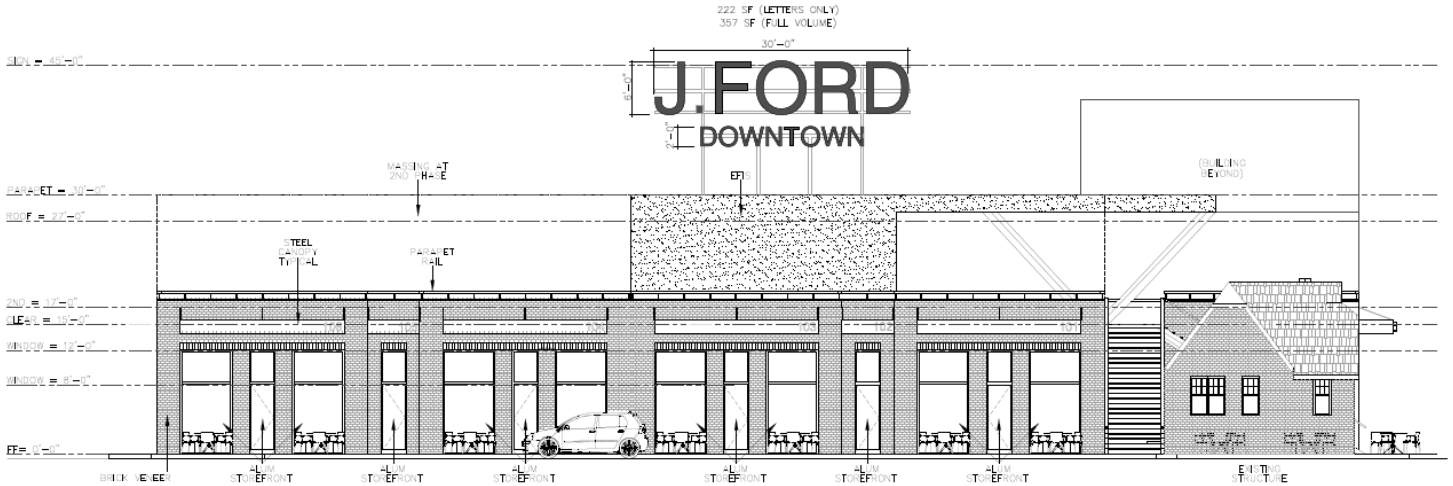 222 SF (LETTERS ONLY)
357 SF (FULL VOLUME)
30'-0"
SIGN = 45'-0"
6'-0"
J.FORD
2'-0"
DOWNTOWN
MASSING AT
2ND PHASE
EFIS
(BUILDING
BEYOND)
PARAPET = 30'-0"
ROOF = 27'-0"
STEEL
CANOPY
TYPICAL
PARAPET
RAIL
2ND = 17'-0"
CLEAR = 15'-0"
103
102
101
WINDOW = 12'-0"
WINDOW = 8'-0"
FF= 0'-0"
BRICK VENEER
ALUM
STOREFRONT
ALUM
STOREFRONT
ALUM
STOREFRONT
ALUM
STOREFRONT
ALUM
STOREFRONT
ALUM
STOREFRONT
EXISTING
STRUCTURE